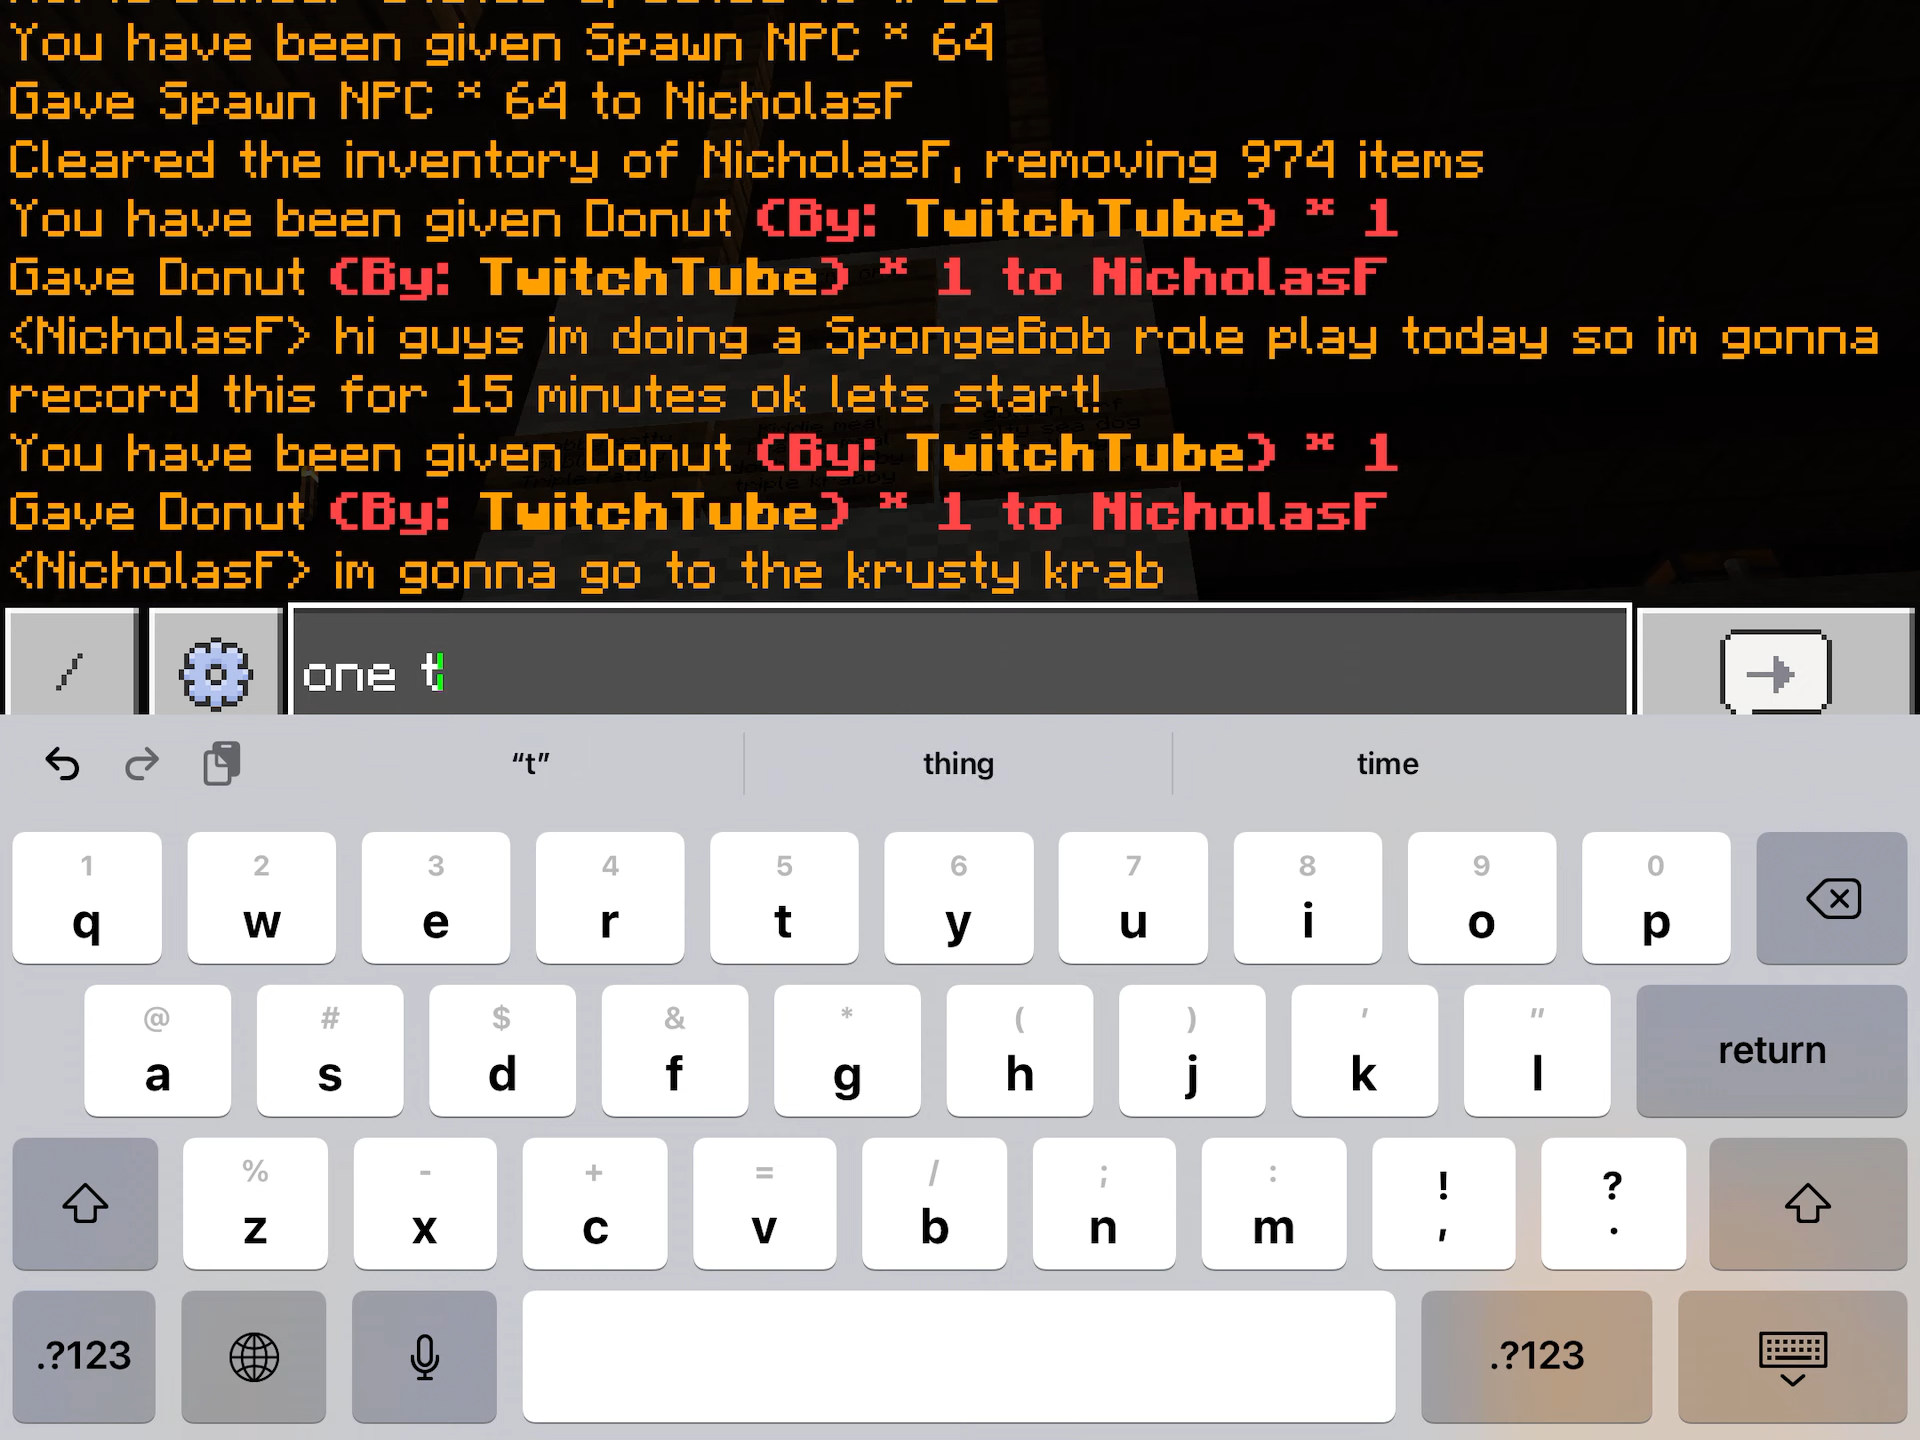 You have been given Spawn NPC * 64
Gave Spawn NPC * 64 to NicholasF
Cleared the inventory of NicholasF, removing 974 items
You have been given Donut (By: TwitchTube) * 1
Gave Donut (By: TwitchTube) * 1 to NicholasF
<NicholasF> hi guys im doing a SpongeBob role play today so im gonna
record this for 15 minutes ok lets start!
You have been given Donut (By: TwitchTube) * 1
Gave Donut (By: TwitchTube) * 1 to NicholasF
<NicholasF> im gonna go to the krusty krab
/ one t
“t” thing time
1 2 3 4 5 6 7 8 9 0
q w e r t y u i o p
@ # $ & * ( ) ' "
a s d f g h j k l return
% - + = / ; : ! ?
z x c v b n m , .
.?123 .?123